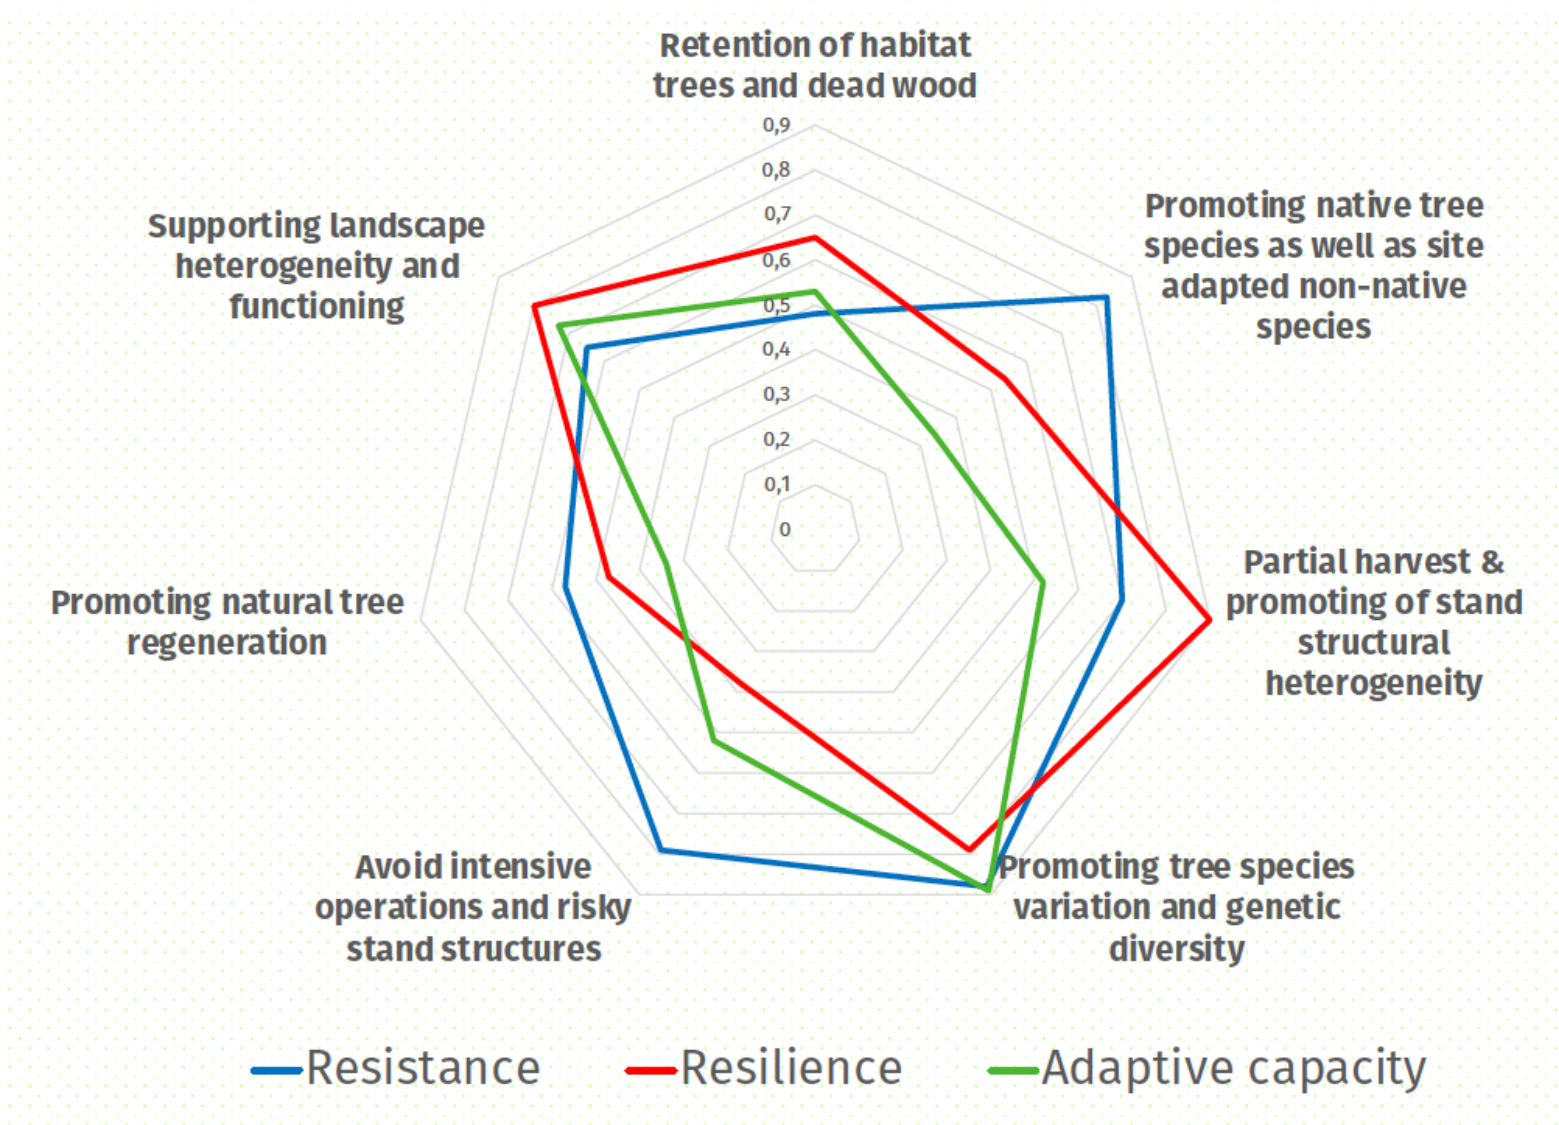 Retention of habitat
trees and dead wood
0,9
0,8
0,7
0,6
0,5
0,4
0,3
0,2
0,1
0
Promoting native tree
species as well as site
adapted non-native
species
Partial harvest &
promoting of stand
structural
heterogeneity
Promoting tree species
variation and genetic
diversity
Avoid intensive
operations and risky
stand structures
Promoting natural tree
regeneration
Supporting landscape
heterogeneity and
functioning
Resistance
Resilience
Adaptive capacity